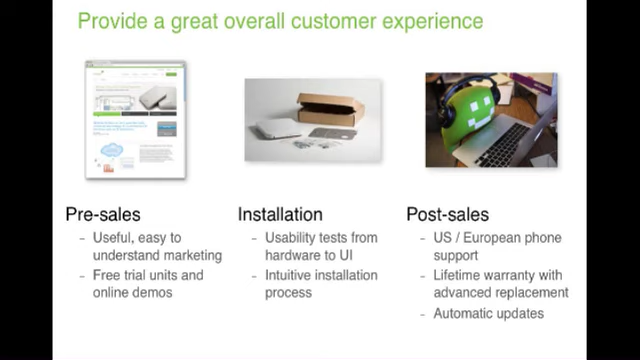 Provide a great overall customer experience
Pre-sales
- Useful, easy to
understand marketing
- Free trial units and
online demos
Installation
- Usability tests from
hardware to UI
- Intuitive installation
process
Post-sales
- US / European phone
support
- Lifetime warranty with
advanced replacement
- Automatic updates